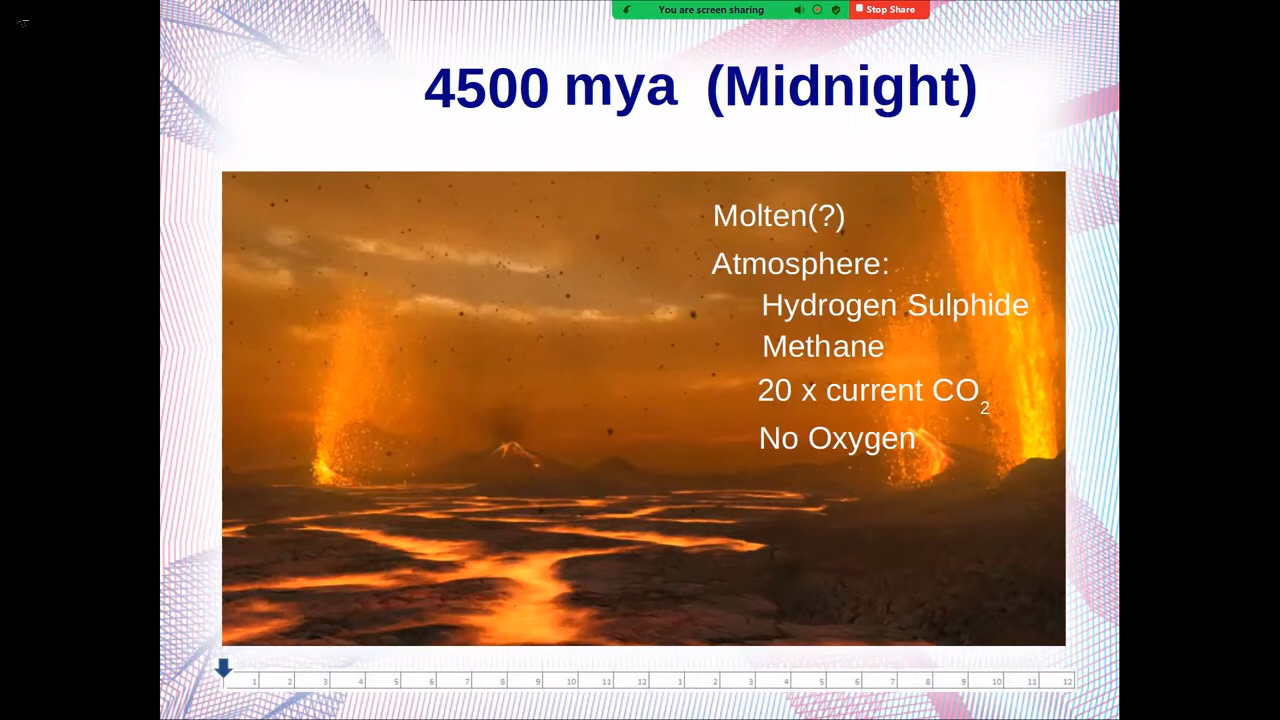 You are screen sharing Stop Share
4500 mya (Midnight)
Molten(?)
Atmosphere:
Hydrogen Sulphide
Methane
20 x current CO2
No Oxygen
1 2 3 4 5 6 7 8 9 10 11 12 1 2 3 4 5 6 7 8 9 10 11 12